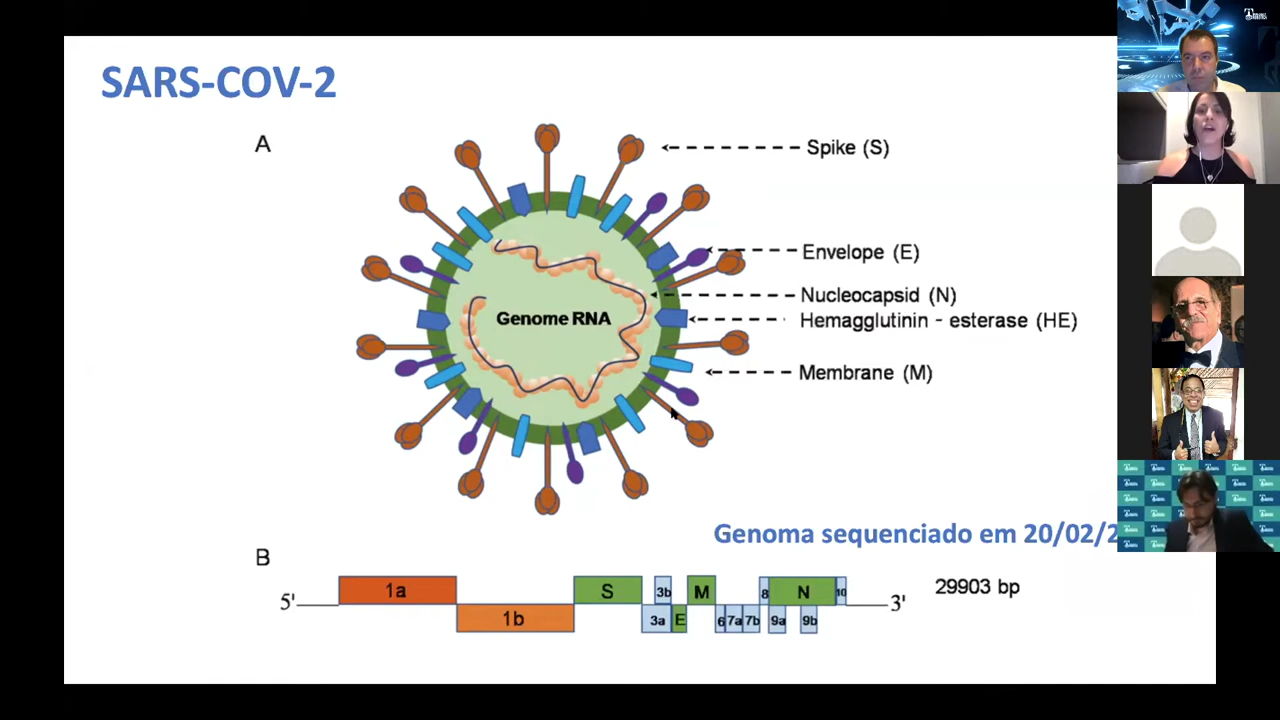 SARS-COV-2
A
Spike (S)
Envelope (E)
Nucleocapsid (N)
Genome RNA
Hemagglutinin - esterase (HE)
Membrane (M)
Genoma sequenciado em 20/02/2
B
5'
1a
1b
S
3a
3b
E
M
6
7a
7b
8
9a
N
9b
10
3'
29903 bp